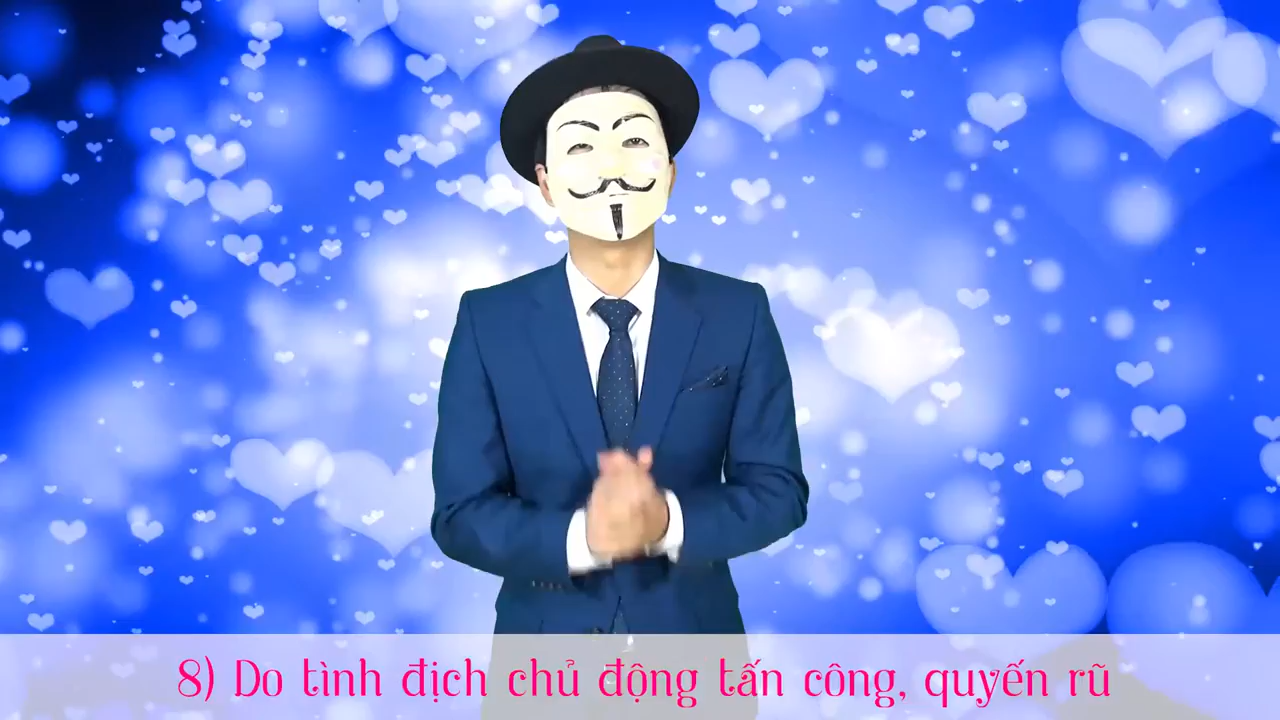 8) Do tình địch chủ động tấn công, quyến rũ